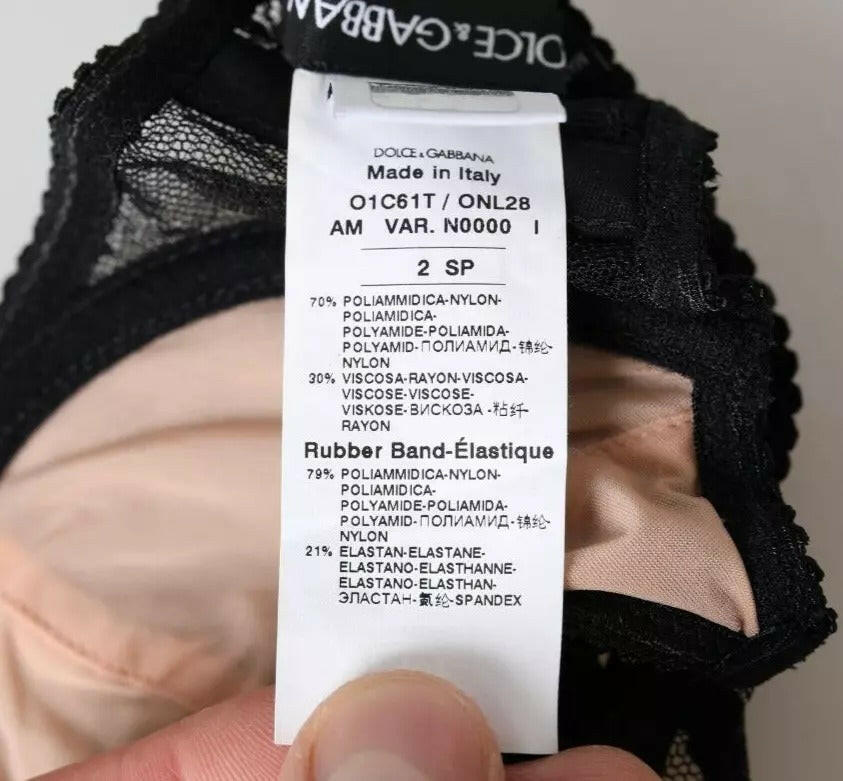 DOLCE&GABBAN
DOLCE & GABBANA
Made in Italy
O1C61T / ONL28
AM VAR. N0000 I
2 SP
70% POLIAMMIDICA-NYLON-
POLIAMIDICA-
POLYAMIDE-POLIAMIDA-
POLYAMID-ПОЛИАМИД-锦纶-
NYLON
30% VISCOSA-RAYON-VISCOSA-
VISCOSE-VISCOSE-
VISKOSE-ВИСКОЗА -粘纤-
RAYON
Rubber Band-Élastique
79% POLIAMMIDICA-NYLON-
POLIAMIDICA-
POLYAMIDE-POLIAMIDA-
POLYAMID-ПОЛИАМИД-锦纶-
NYLON
21% ELASTAN-ELASTANE-
ELASTANO-ELASTHANNE-
ELASTANO-ELASTHAN-
ЭЛАСТАН-氨纶-SPANDEX